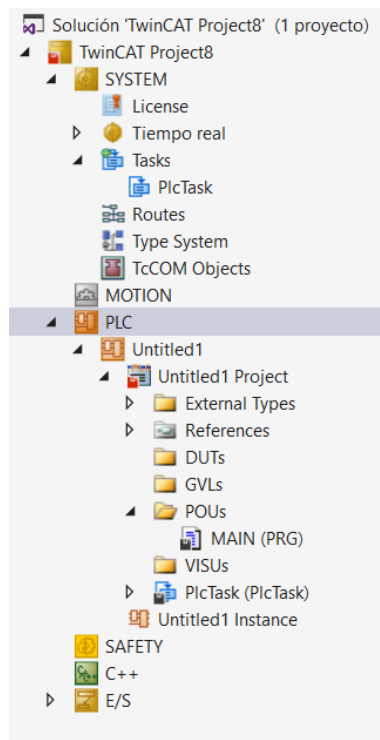 Solución 'TwinCAT Project8' (1 proyecto)
TwinCAT Project8
SYSTEM
License
Tiempo real
Tasks
PlcTask
Routes
Type System
TcCOM Objects
MOTION
PLC
Untitled1
Untitled1 Project
External Types
References
DUTs
GVLs
POUs
MAIN (PRG)
VISUs
PlcTask (PlcTask)
Untitled1 Instance
SAFETY
C++
E/S